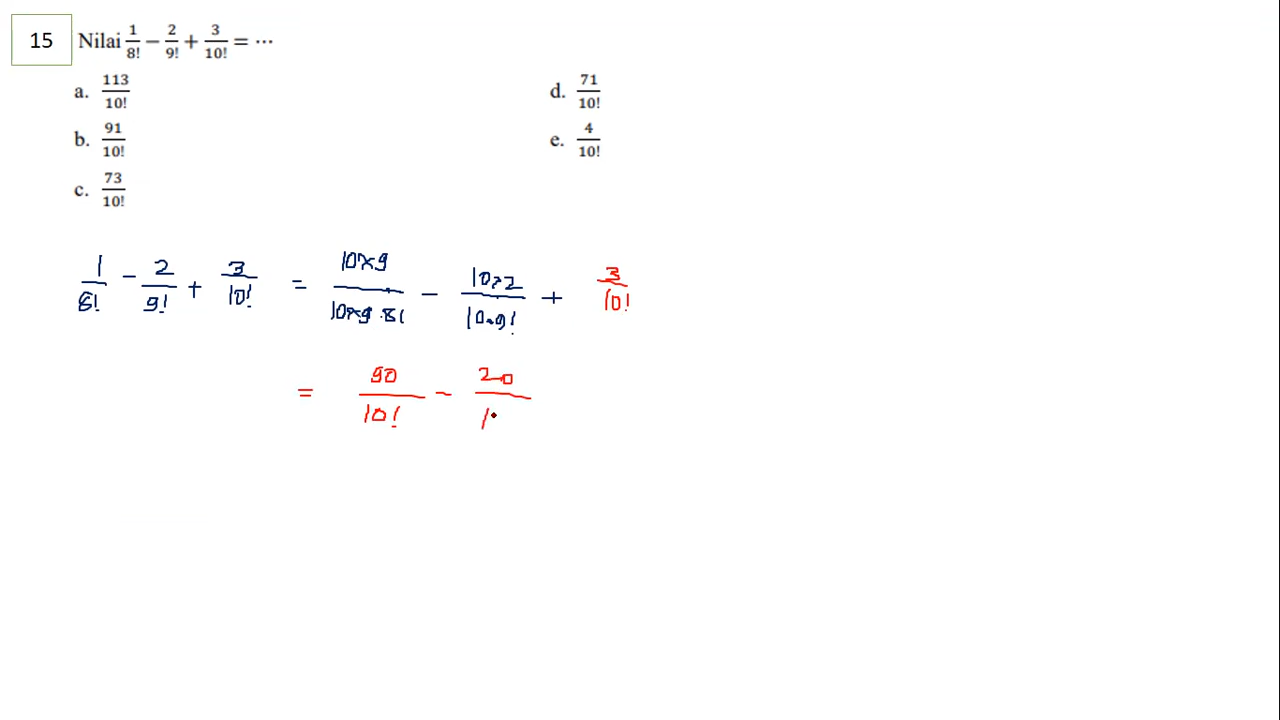 15 Nilai 1/8! − 2/9! + 3/10! = ⋯
a. 113/10!
b. 91/10!
c. 73/10!
d. 71/10!
e. 4/10!
1/8! − 2/9! + 3/10! = 10×9/10×9.8! − 10×2/10.9! + 3/10!
= 90/10! − 20/1